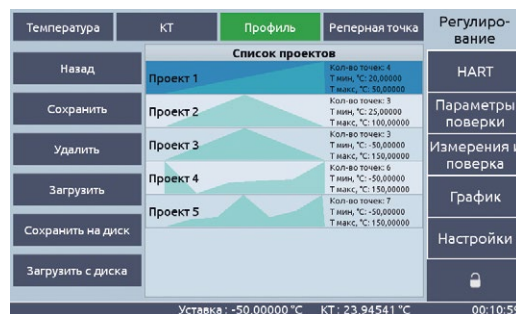 Температура
КТ
Профиль
Реперная точка
Регулиро-
вание
Список проектов
Назад
Сохранить
Удалить
Загрузить
Сохранить на диск
Загрузить с диска
Проект 1
Кол-во точек: 4
Т мин, °C: 20,00000
Т макс, °C: 50,00000
Проект 2
Кол-во точек: 3
Т мин, °C: 25,00000
Т макс, °C: 100,00000
Проект 3
Кол-во точек: 3
Т мин, °C: -50,00000
Т макс, °C: 150,00000
Проект 4
Кол-во точек: 6
Т мин, °C: -50,00000
Т макс, °C: 150,00000
Проект 5
Кол-во точек: 7
Т мин, °C: -50,00000
Т макс, °C: 150,00000
HART
Параметры
поверки
Измерения и
поверка
График
Настройки
Уставка : -50,00000 °C
КТ : 23,94541 °C
00:10:59